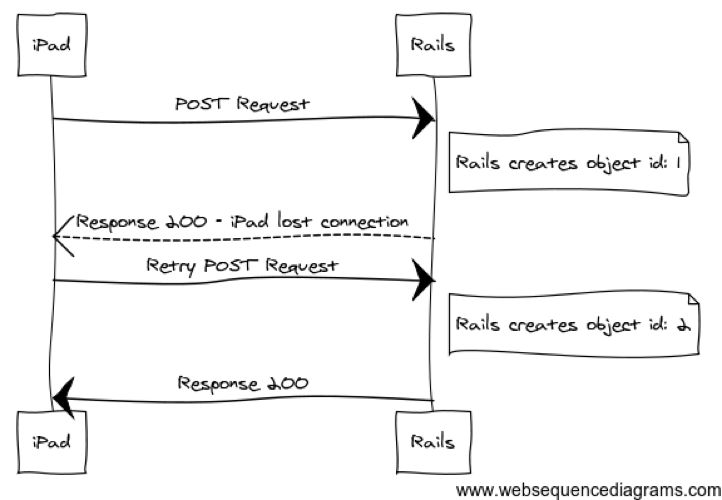 iPad
Rails
POST Request
Rails creates object id: 1
Response 200 - iPad lost connection
Retry POST Request
Rails creates object id: 2
Response 200
iPad
Rails
www.websequencediagrams.com